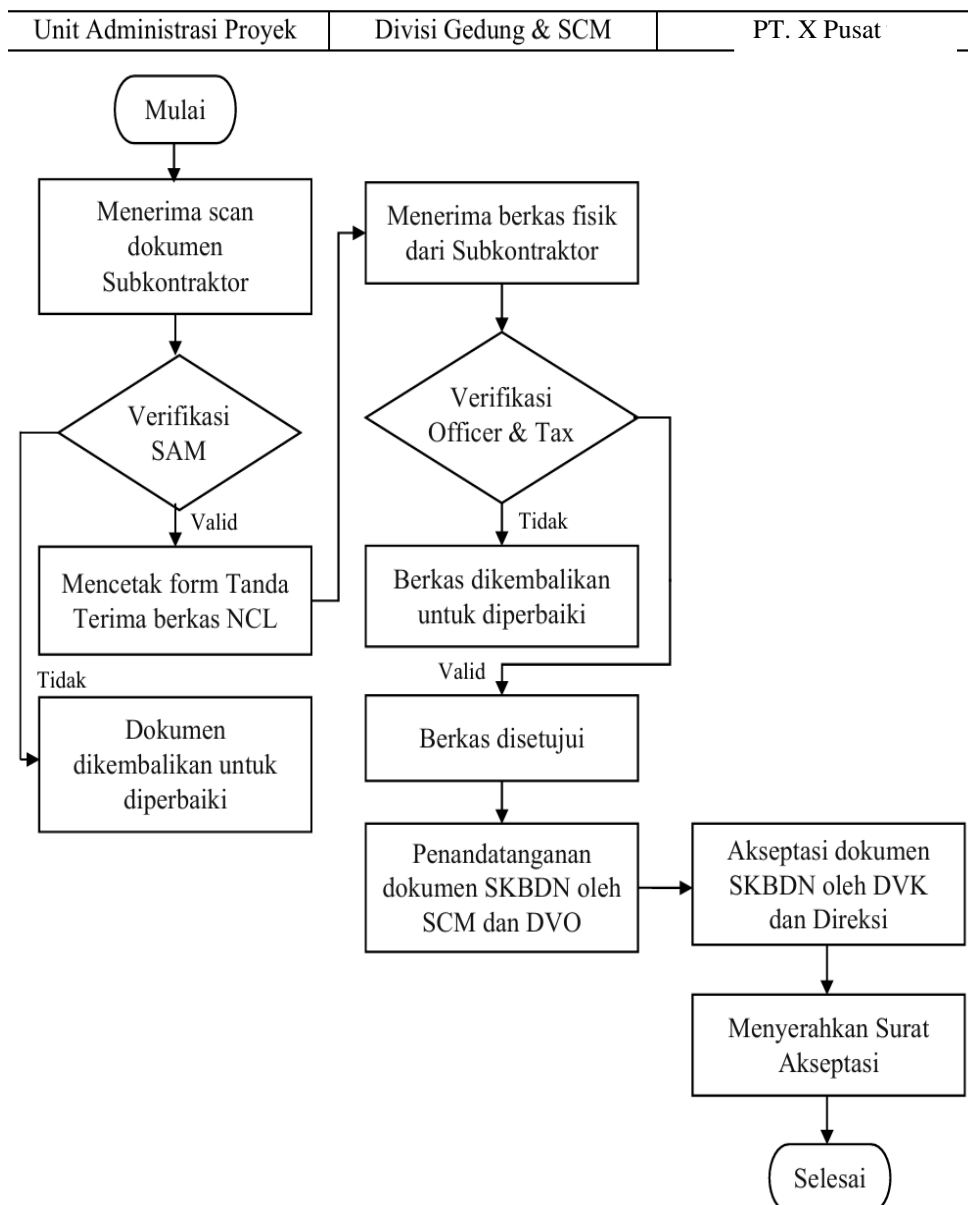 Unit Administrasi Proyek
Divisi Gedung & SCM
PT. X Pusat
Mulai
Menerima scan
dokumen
Subkontraktor
Verifikasi
SAM
Valid
Mencetak form Tanda
Terima berkas NCL
Tidak
Dokumen
dikembalikan untuk
diperbaiki
Menerima berkas fisik
dari Subkontraktor
Verifikasi
Officer & Tax
Tidak
Berkas dikembalikan
untuk diperbaiki
Valid
Berkas disetujui
Penandatanganan
dokumen SKBDN oleh
SCM dan DVO
Akseptasi dokumen
SKBDN oleh DVK
dan Direksi
Menyerahkan Surat
Akseptasi
Selesai